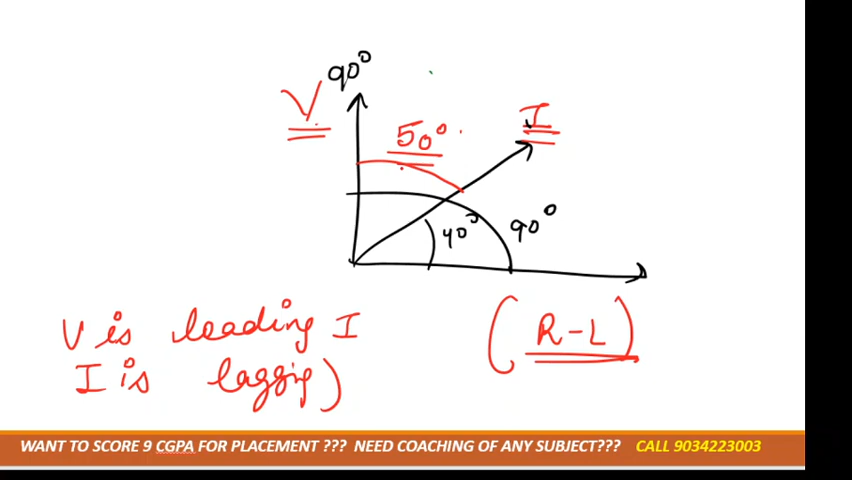 90°
V
I
50°
40°
90°
V is leading I
(R-L)
I is lagging)
WANT TO SCORE 9 CGPA FOR PLACEMENT ??? NEED COACHING OF ANY SUBJECT??? CALL 9034223003